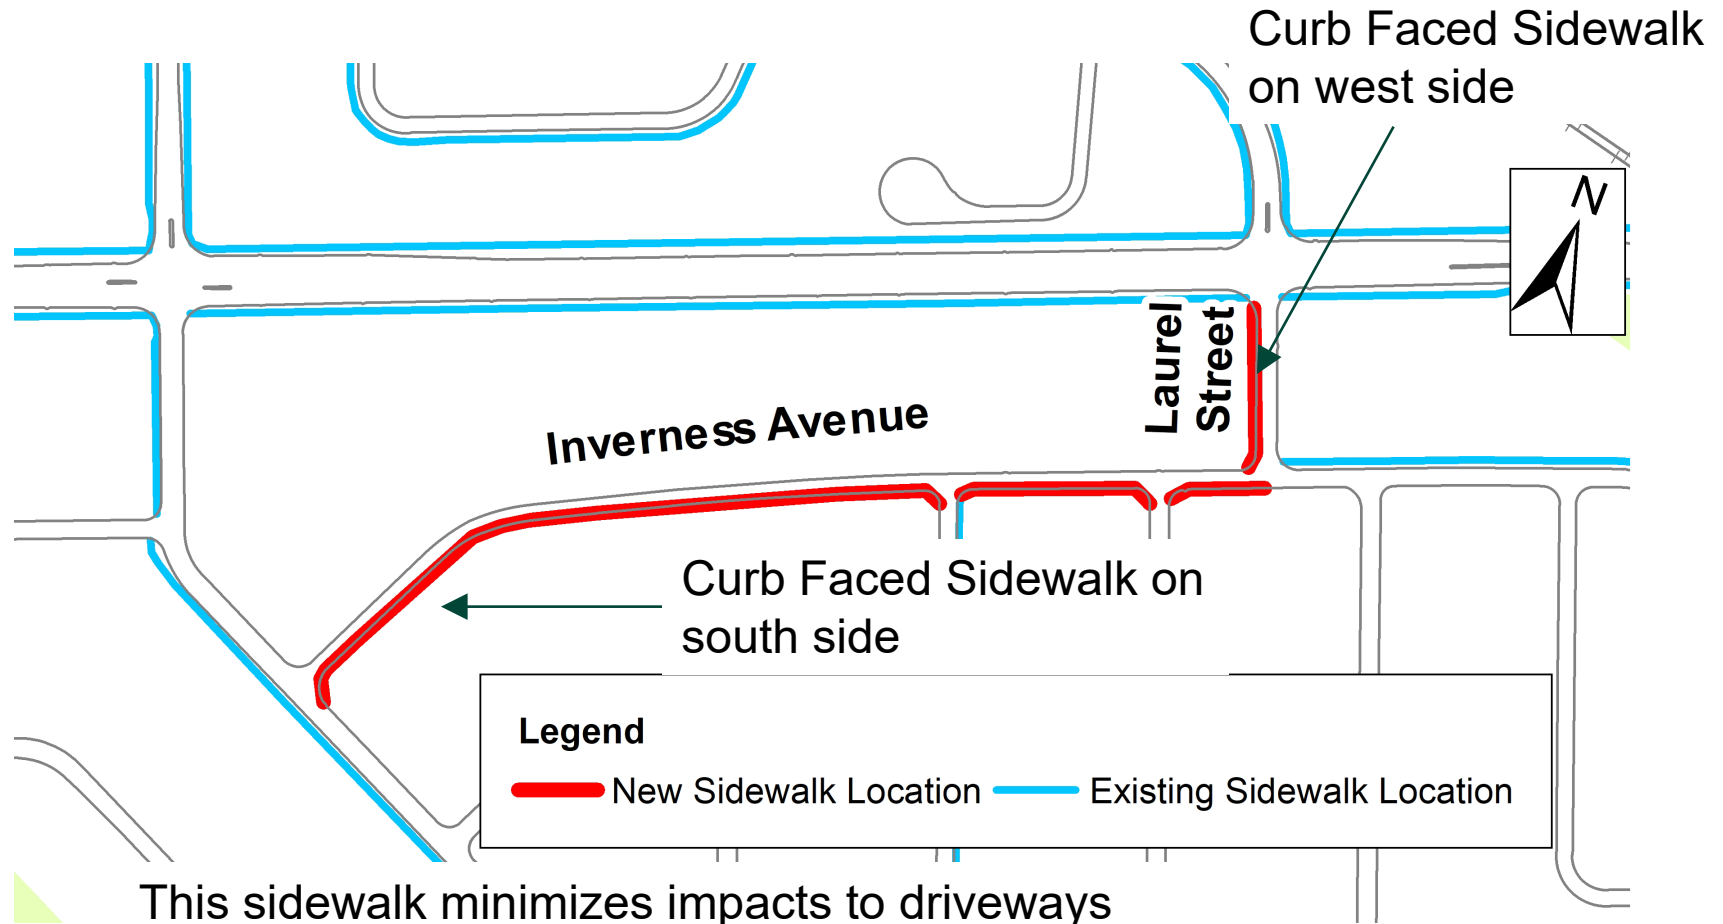 Curb Faced Sidewalk
on west side
N
Laurel
Street
Inverness Avenue
Curb Faced Sidewalk on
south side
Legend
New Sidewalk Location
Existing Sidewalk Location
This sidewalk minimizes impacts to driveways